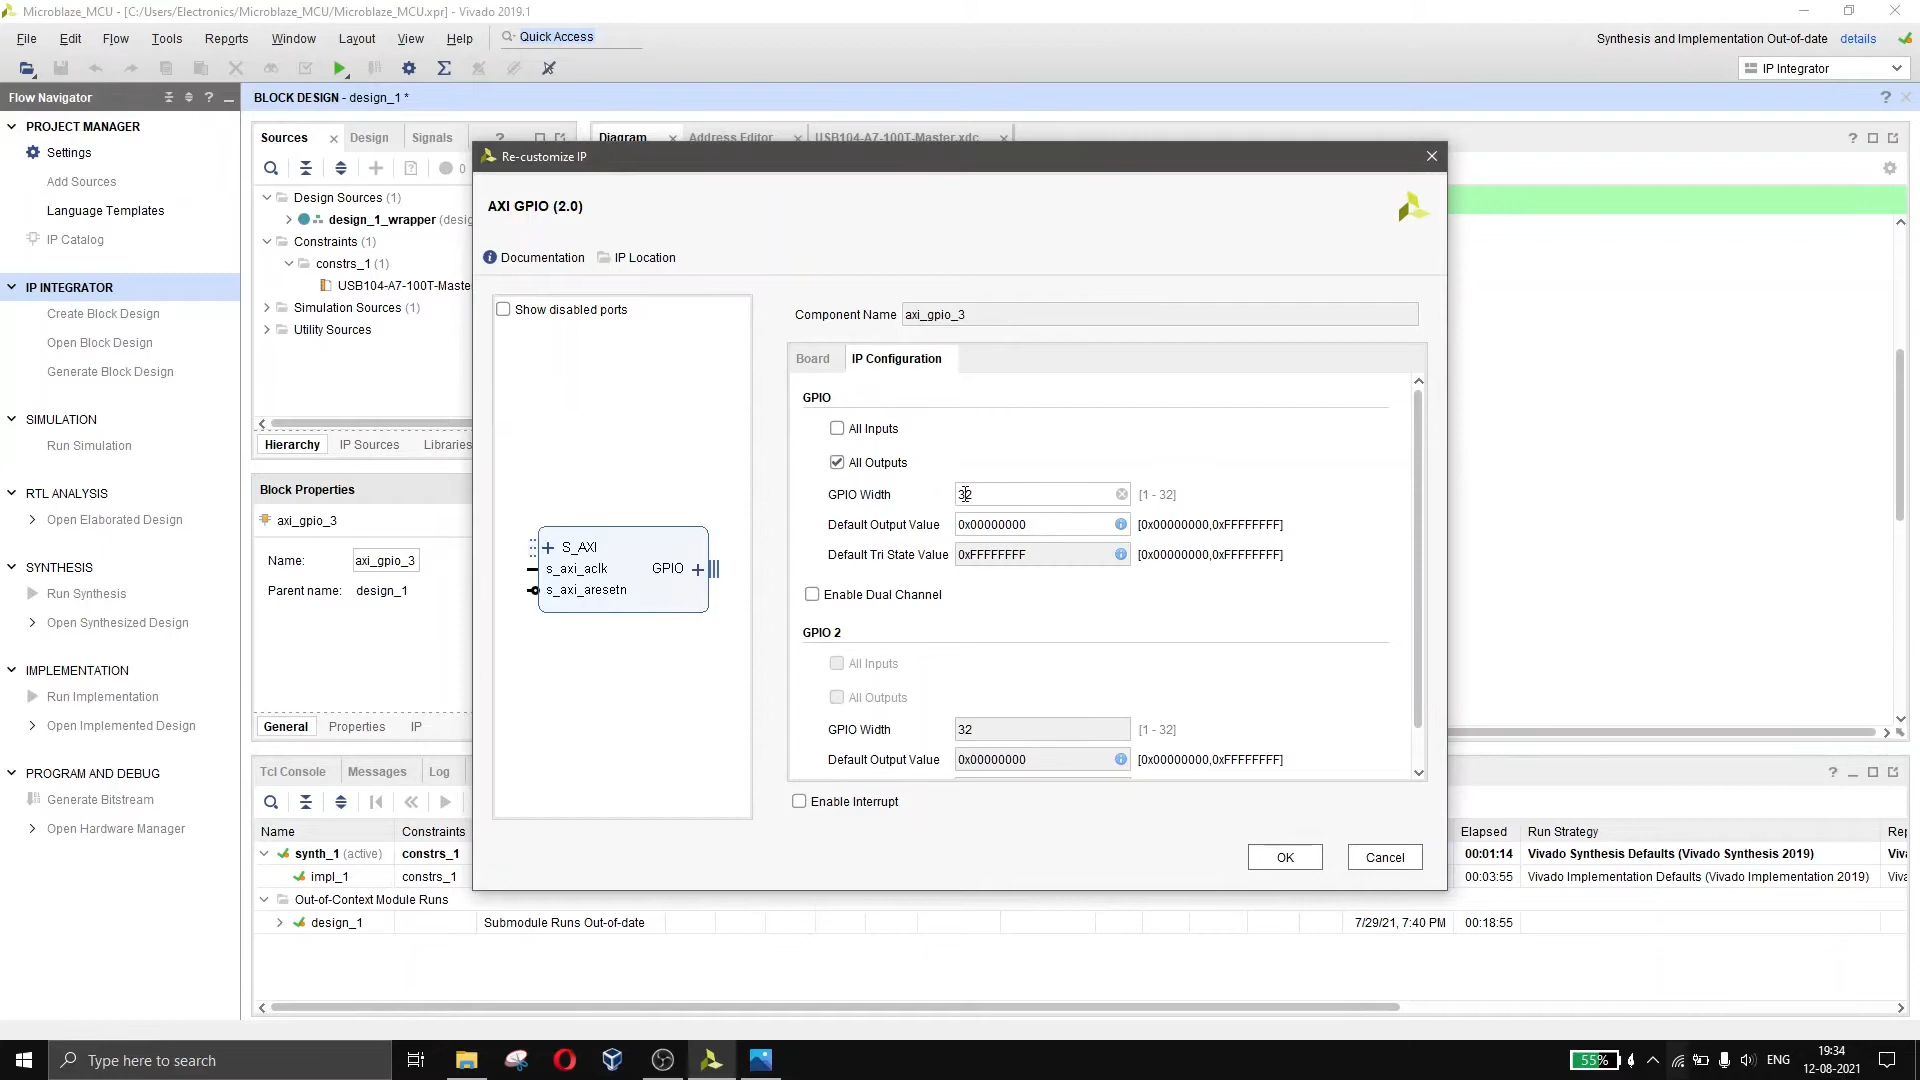 Microblaze_MCU - [C:/Users/Electronics/Microblaze_MCU/Microblaze_MCU.xpr] - Vivado 2019.1
File Edit Flow Tools Reports Window Layout View Help Quick Access
Synthesis and Implementation Out-of-date details
IP Integrator
Flow Navigator
BLOCK DESIGN - design_1 *
PROJECT MANAGER
Settings
Add Sources
Language Templates
IP Catalog
IP INTEGRATOR
Create Block Design
Open Block Design
Generate Block Design
SIMULATION
Run Simulation
RTL ANALYSIS
Open Elaborated Design
SYNTHESIS
Run Synthesis
Open Synthesized Design
IMPLEMENTATION
Run Implementation
Open Implemented Design
PROGRAM AND DEBUG
Generate Bitstream
Open Hardware Manager
Sources Design Signals
0
Design Sources (1)
design_1_wrapper (desig
Constraints (1)
constrs_1 (1)
USB104-A7-100T-Maste
Simulation Sources (1)
Utility Sources
Hierarchy IP Sources Libraries
Block Properties
axi_gpio_3
Name: axi_gpio_3
Parent name: design_1
General Properties IP
Diagram Address Editor USB104-A7-100T-Master.xdc
Re-customize IP
AXI GPIO (2.0)
Documentation IP Location
Show disabled ports
S_AXI
s_axi_aclk
s_axi_aresetn
GPIO
Component Name axi_gpio_3
Board IP Configuration
GPIO
All Inputs
All Outputs
GPIO Width 32 [1 - 32]
Default Output Value 0x00000000 [0x00000000,0xFFFFFFFF]
Default Tri State Value 0xFFFFFFFF [0x00000000,0xFFFFFFFF]
Enable Dual Channel
GPIO 2
All Inputs
All Outputs
GPIO Width 32 [1 - 32]
Default Output Value 0x00000000 [0x00000000,0xFFFFFFFF]
Enable Interrupt
OK Cancel
Tcl Console Messages Log
Name Constraints Elapsed Run Strategy Rep
synth_1 (active) constrs_1 00:01:14 Vivado Synthesis Defaults (Vivado Synthesis 2019) Viv
impl_1 constrs_1 00:03:55 Vivado Implementation Defaults (Vivado Implementation 2019) Viva
Out-of-Context Module Runs
design_1 Submodule Runs Out-of-date 7/29/21, 7:40 PM 00:18:55
Type here to search
55%
ENG
19:34
12-08-2021